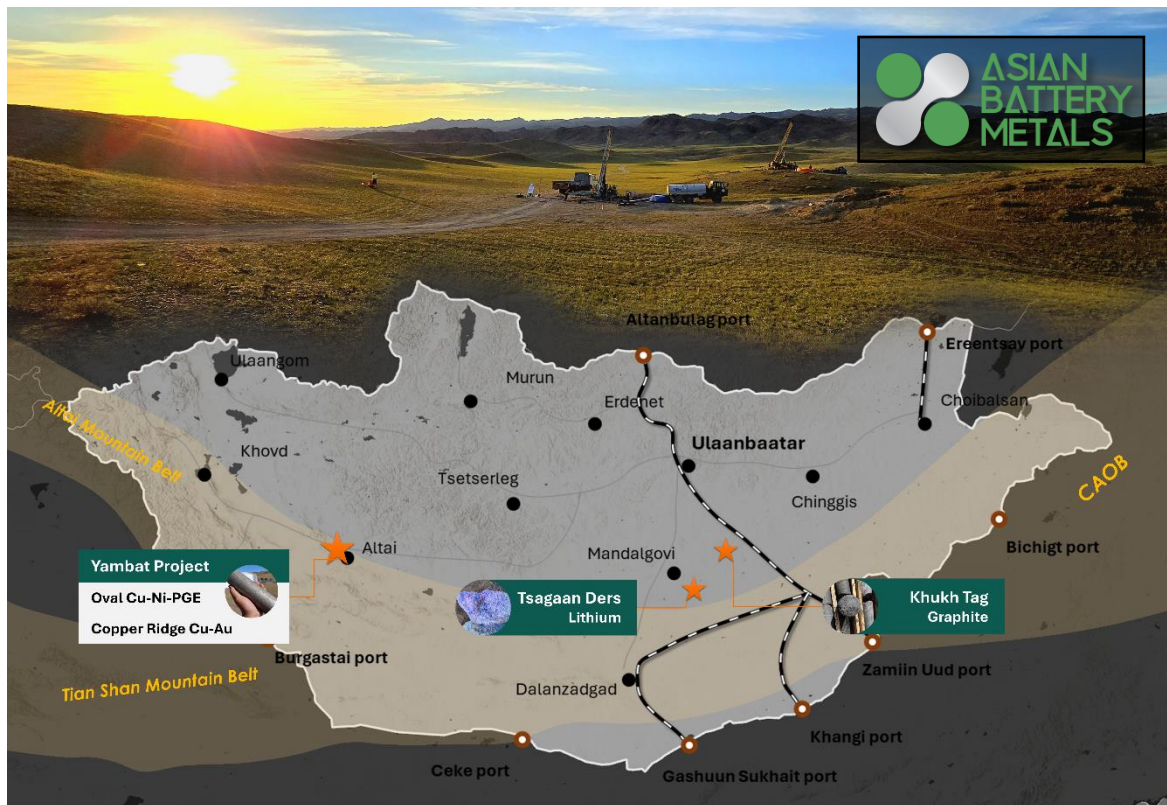 ASIAN
BATTERY
METALS
Altanbulag port
Ereentsay port
Ulaangom
Murun
Erdenet
Choibalsan
Altai Mountain Belt
Khovd
Ulaanbaatar
Tsetserleg
Chinggis
CAOB
Bichigt port
Altai
Mandalgovi
Yambat Project
Oval Cu-Ni-PGE
Copper Ridge Cu-Au
Tsagaan Ders
Lithium
Khukh Tag
Graphite
Burgastai port
Zamiin Uud port
Tian Shan Mountain Belt
Dalanzadgad
Khangi port
Ceke port
Gashuun Sukhait port